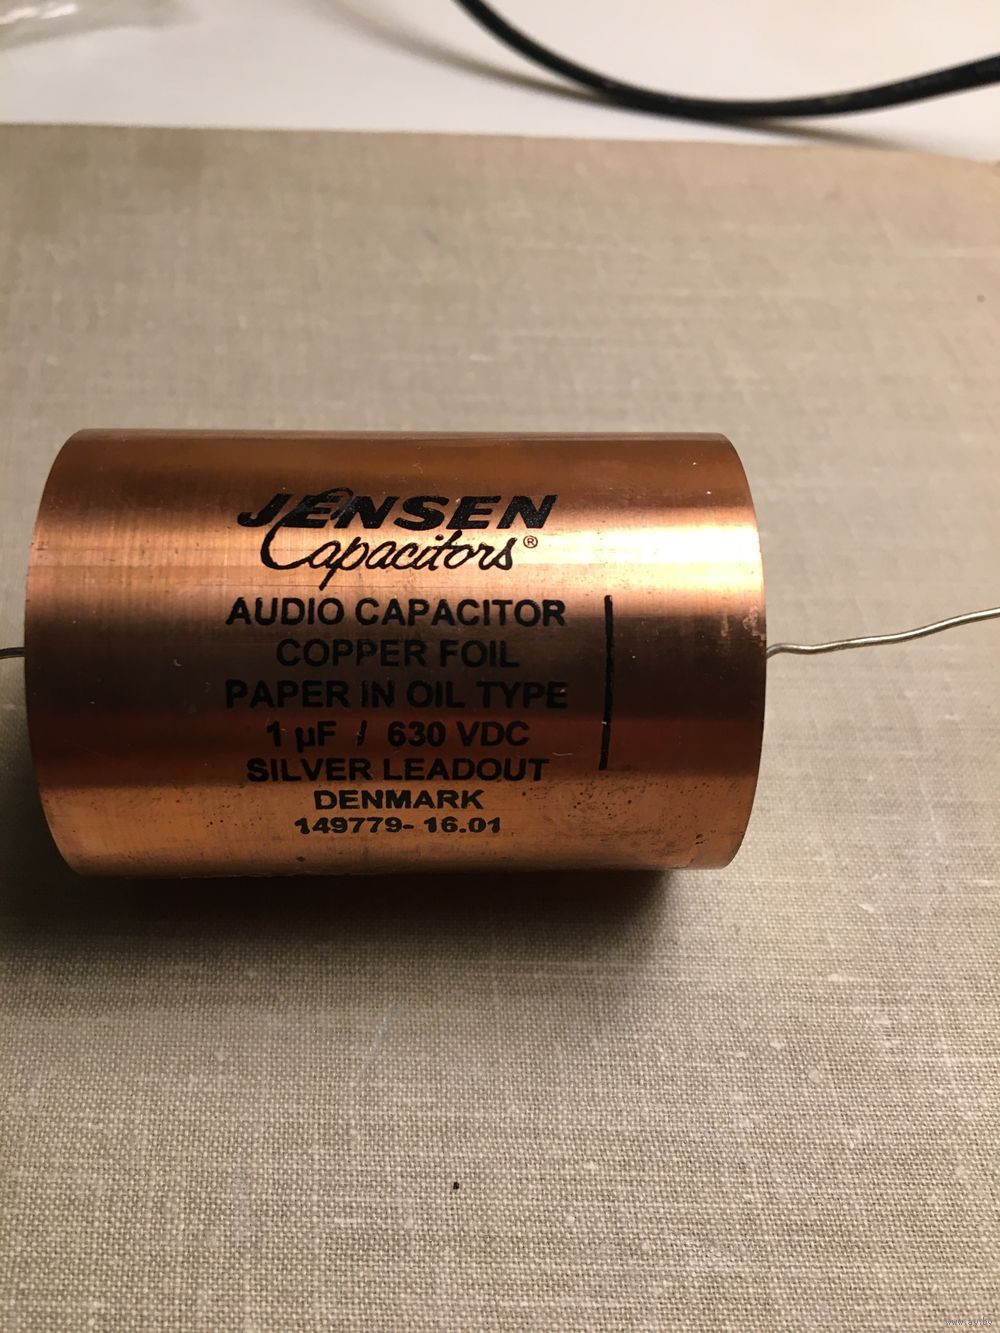 JENSEN
Capacitors®
AUDIO CAPACITOR
COPPER FOIL
PAPER IN OIL TYPE
1 µF / 630 VDC
SILVER LEADOUT
DENMARK
149779- 16.01